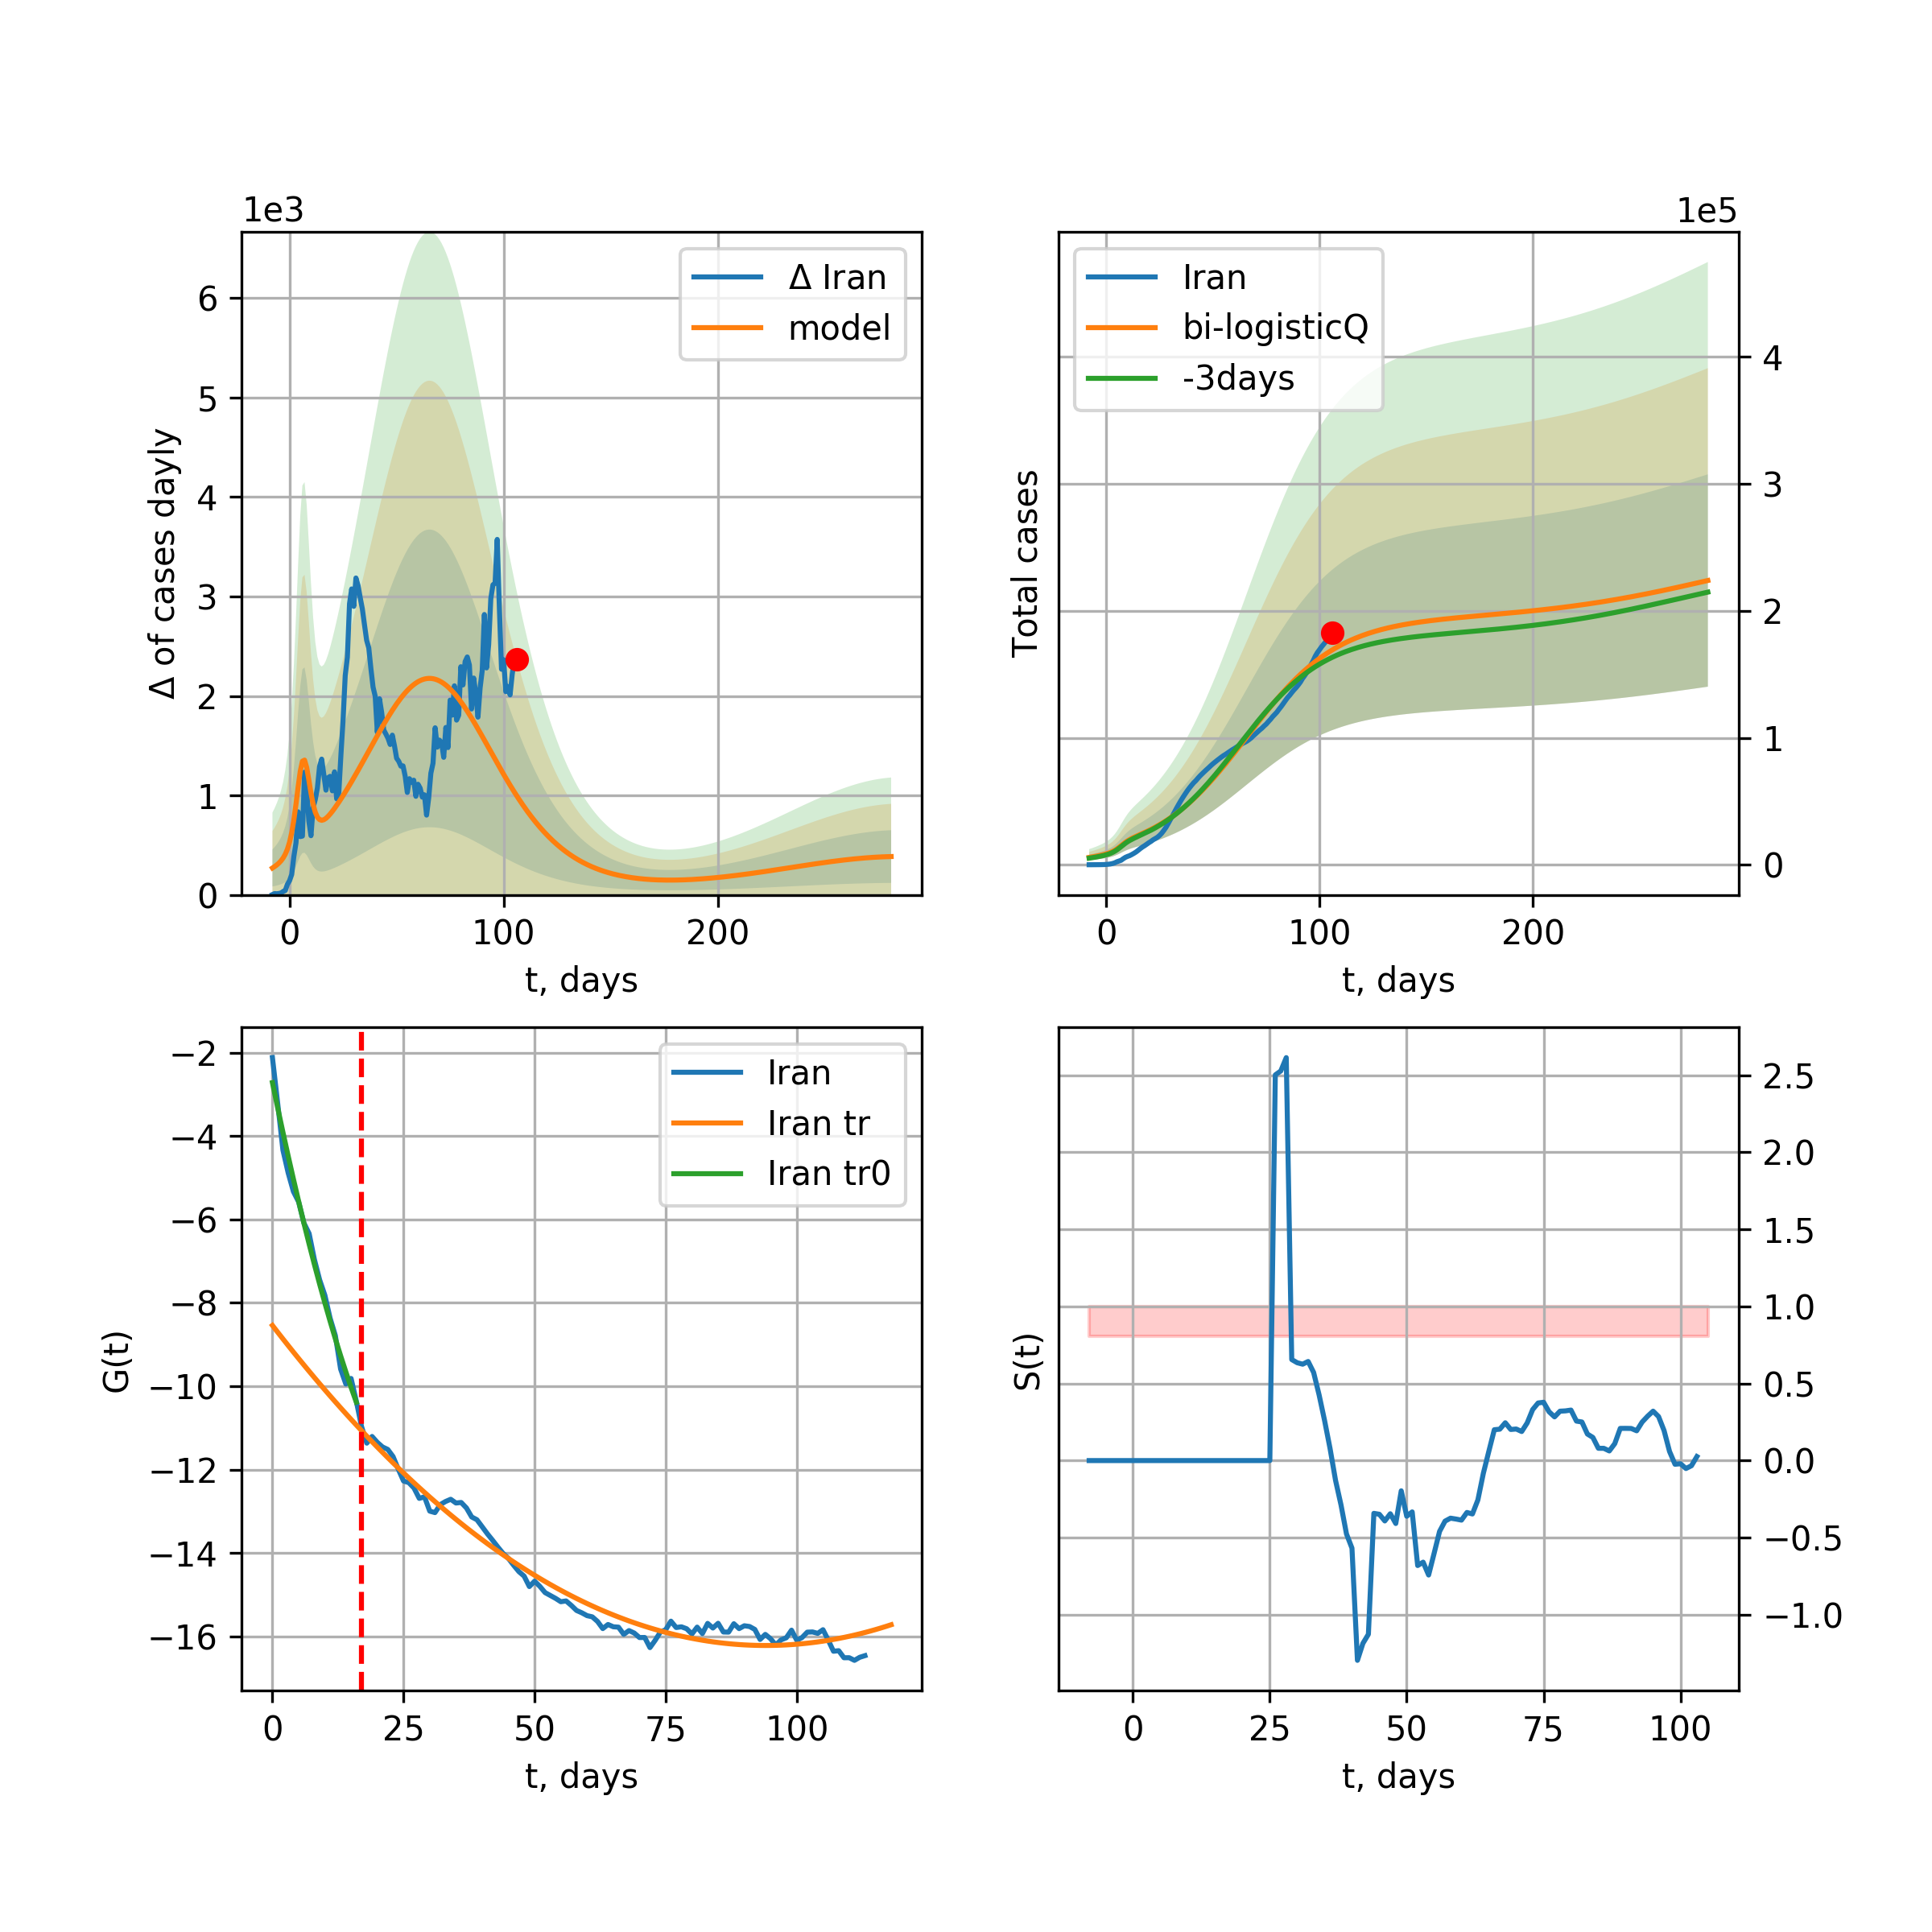 1e3
Δ of cases dayly
6
5
4
3
2
1
0
Δ Iran
model
0 100 200
t, days
1e5
Total cases
Iran
bi-logisticQ
-3days
4
3
2
1
0
0 100 200
t, days
G(t)
−2
−4
−6
−8
−10
−12
−14
−16
Iran
Iran tr
Iran tr0
0 25 50 75 100
t, days
S(t)
2.5
2.0
1.5
1.0
0.5
0.0
−0.5
−1.0
0 25 50 75 100
t, days